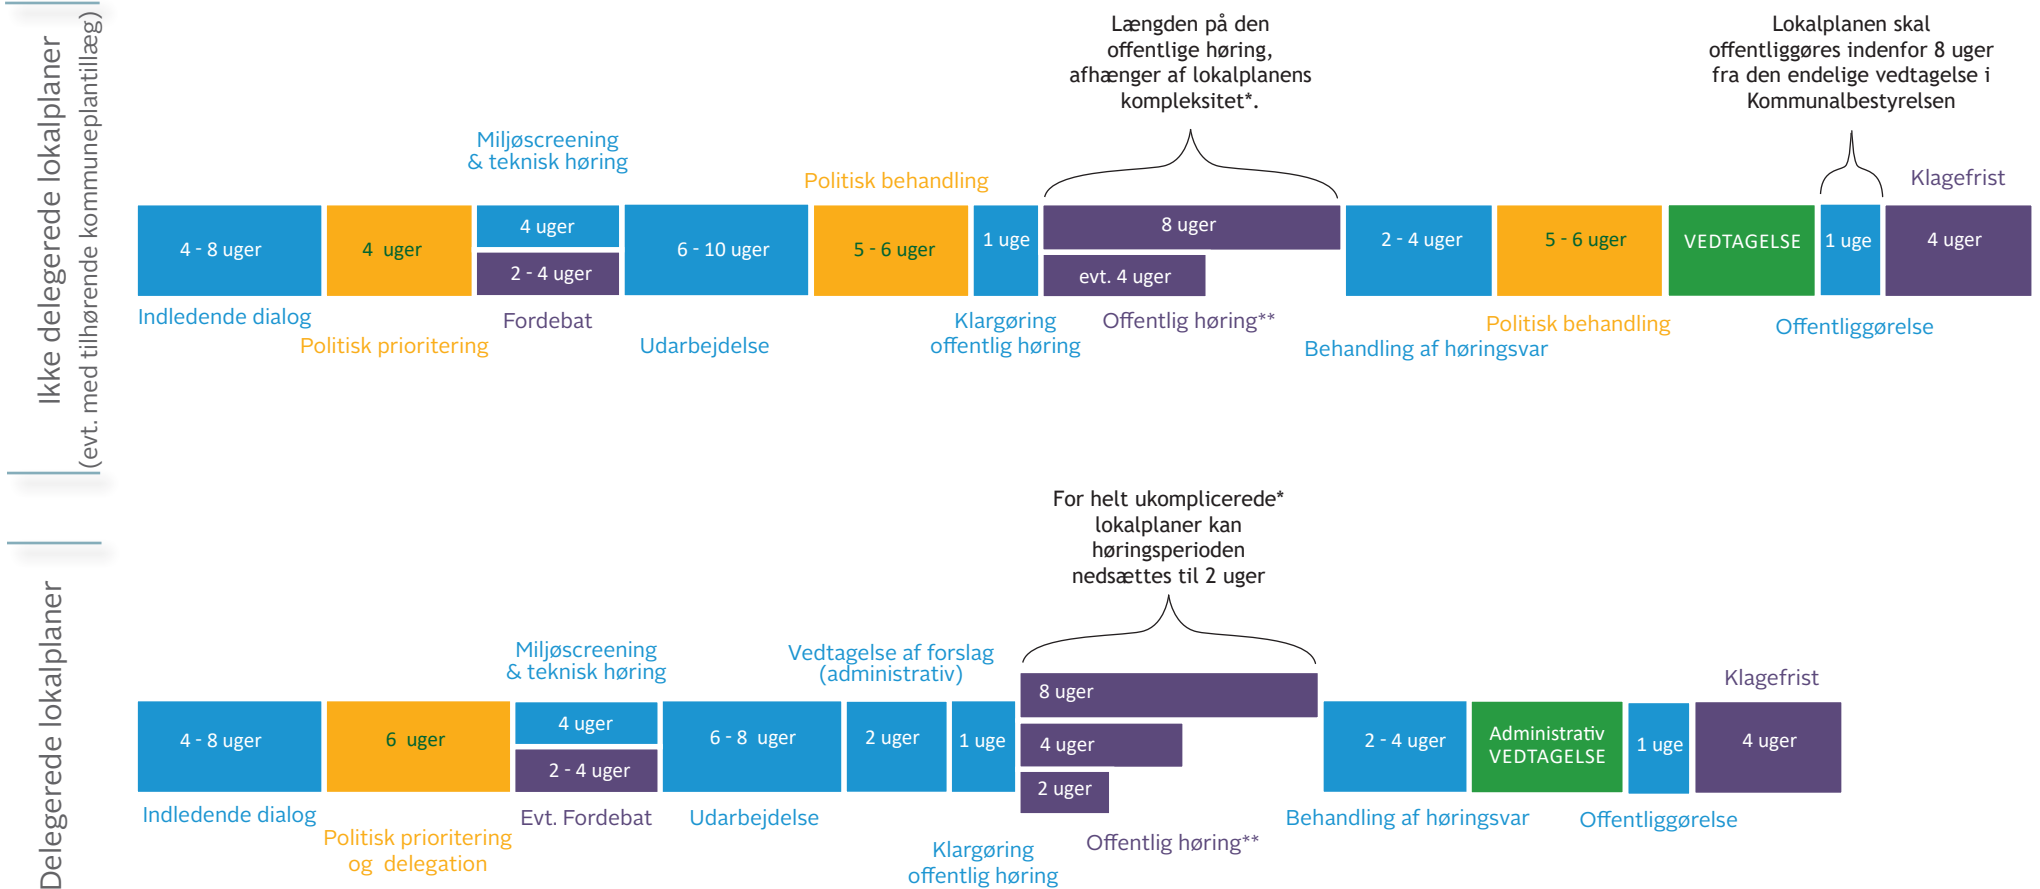 Ikke delegerede lokalplaner
(evt. med tilhørende kommuneplantillæg)
Længden på den
offentlige høring,
afhænger af lokalplanens
kompleksitet*.
Lokalplanen skal
offentliggøres indenfor 8 uger
fra den endelige vedtagelse i
Kommunalbestyrelsen
Miljøscreening
& teknisk høring
Politisk behandling
Klagefrist
4 - 8 uger
4 uger
4 uger
2 - 4 uger
6 - 10 uger
5 - 6 uger
1 uge
8 uger
evt. 4 uger
2 - 4 uger
5 - 6 uger
VEDTAGELSE
1 uge
4 uger
Indledende dialog
Politisk prioritering
Fordebat
Udarbejdelse
Klargøring
offentlig høring
Offentlig høring**
Behandling af høringsvar
Politisk behandling
Offentliggørelse
Delegerede lokalplaner
For helt ukomplicerede*
lokalplaner kan
høringsperioden
nedsættes til 2 uger
Miljøscreening
& teknisk høring
Vedtagelse af forslag
(administrativ)
Klagefrist
4 - 8 uger
6 uger
4 uger
2 - 4 uger
6 - 8 uger
2 uger
1 uge
8 uger
4 uger
2 uger
2 - 4 uger
Administrativ
VEDTAGELSE
1 uge
4 uger
Indledende dialog
Politisk prioritering
og delegation
Evt. Fordebat
Udarbejdelse
Klargøring
offentlig høring
Offentlig høring**
Behandling af høringsvar
Offentliggørelse